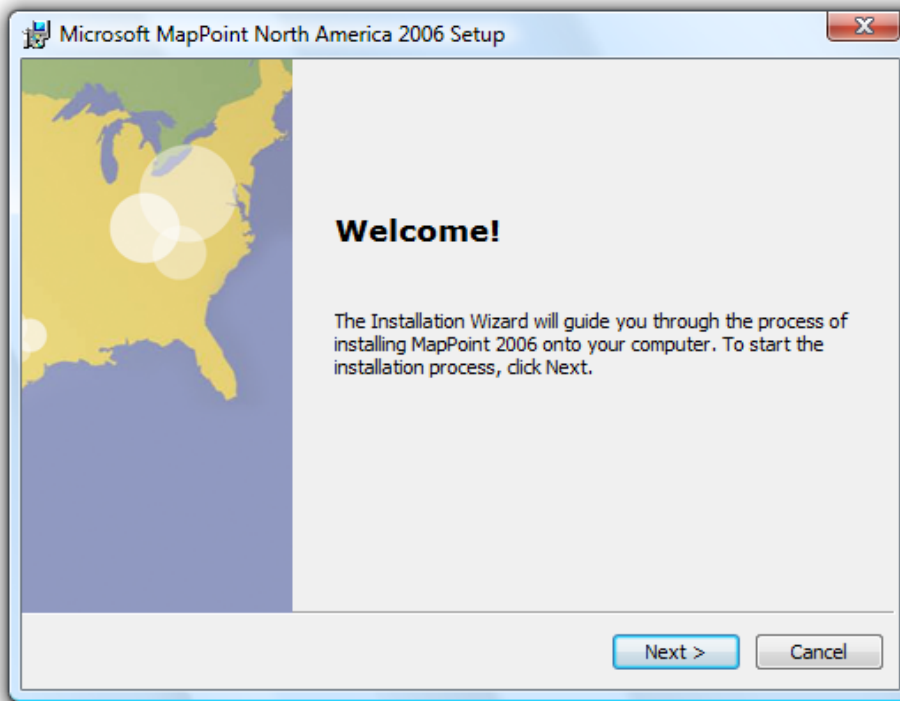 Microsoft MapPoint North America 2006 Setup
Welcome!
The Installation Wizard will guide you through the process of
installing MapPoint 2006 onto your computer. To start the
installation process, click Next.
Next >
Cancel